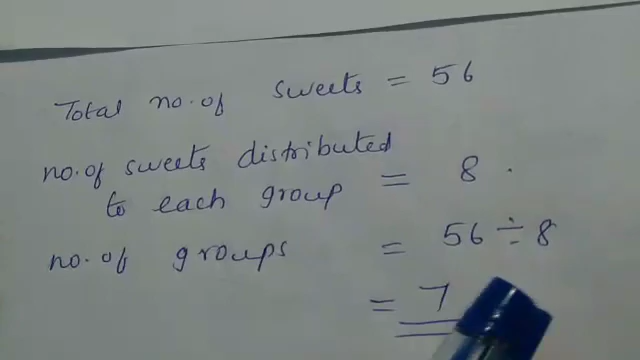 Total no. of sweets = 56
no. of sweets distributed
to each group = 8.
no. of groups = 56 ÷ 8
= 7